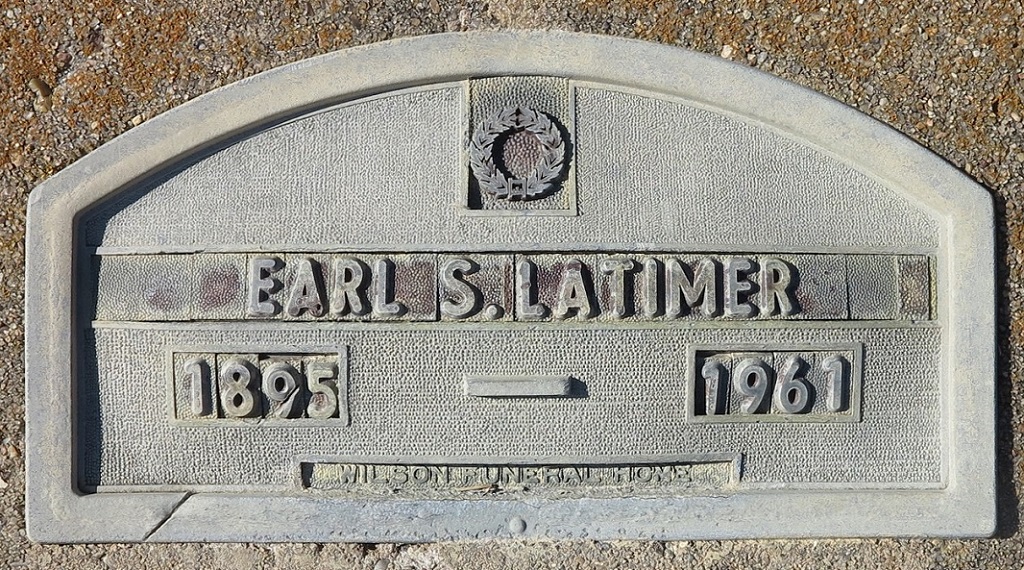 EARL S. LATIMER
1895 — 1961
WILSON FUNERAL HOME